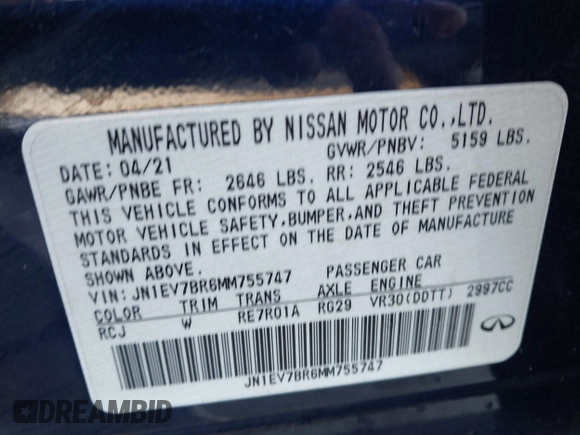 MANUFACTURED BY NISSAN MOTOR CO.,LTD.
DATE: 04/21 GVWR/PNBV: 5159 LBS.
GAWR/PNBE FR: 2646 LBS. RR: 2546 LBS.
THIS VEHICLE CONFORMS TO ALL APPLICABLE FEDERAL
MOTOR VEHICLE SAFETY,BUMPER,AND THEFT PREVENTION
STANDARDS IN EFFECT ON THE DATE OF MANUFACTURE
SHOWN ABOVE.
VIN: JN1EV7BR6MM755747 PASSENGER CAR
COLOR TRIM TRANS AXLE ENGINE
RCJ W RE7R01A RG29 VR30(DDTT) 2997CC
JN1EV7BR6MM755747
DREAMBID